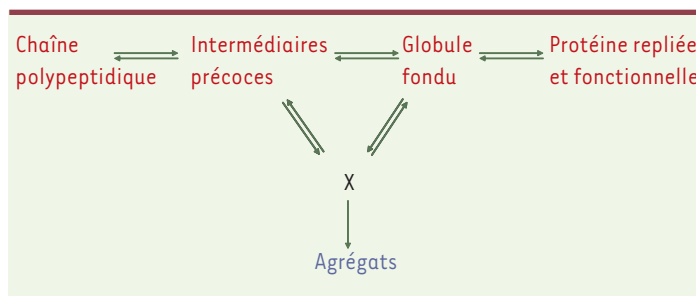 Chaîne
polypeptidique
Intermédiaires
précoces
Globule
fondu
Protéine repliée
et fonctionnelle
X
Agrégats